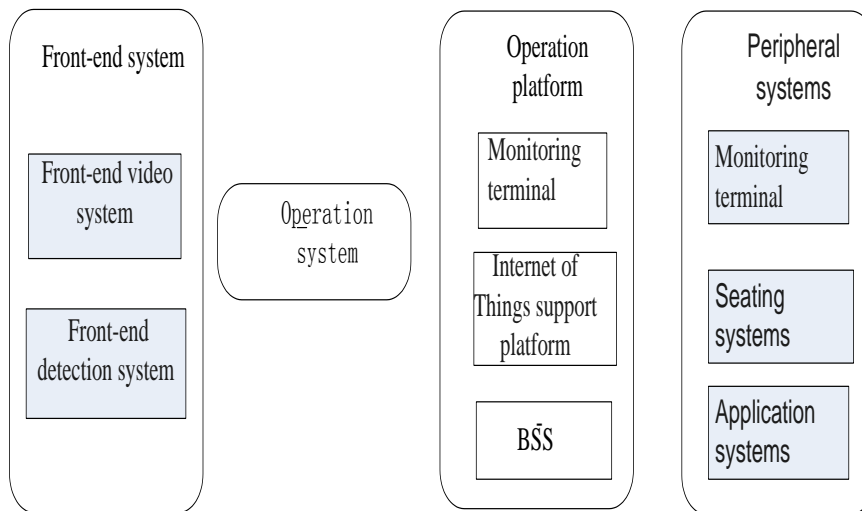 Front-end system
Front-end video
system
Front-end
detection system
Operation
system
Operation
platform
Monitoring
terminal
Internet of
Things support
platform
BSS
Peripheral
systems
Monitoring
terminal
Seating
systems
Application
systems